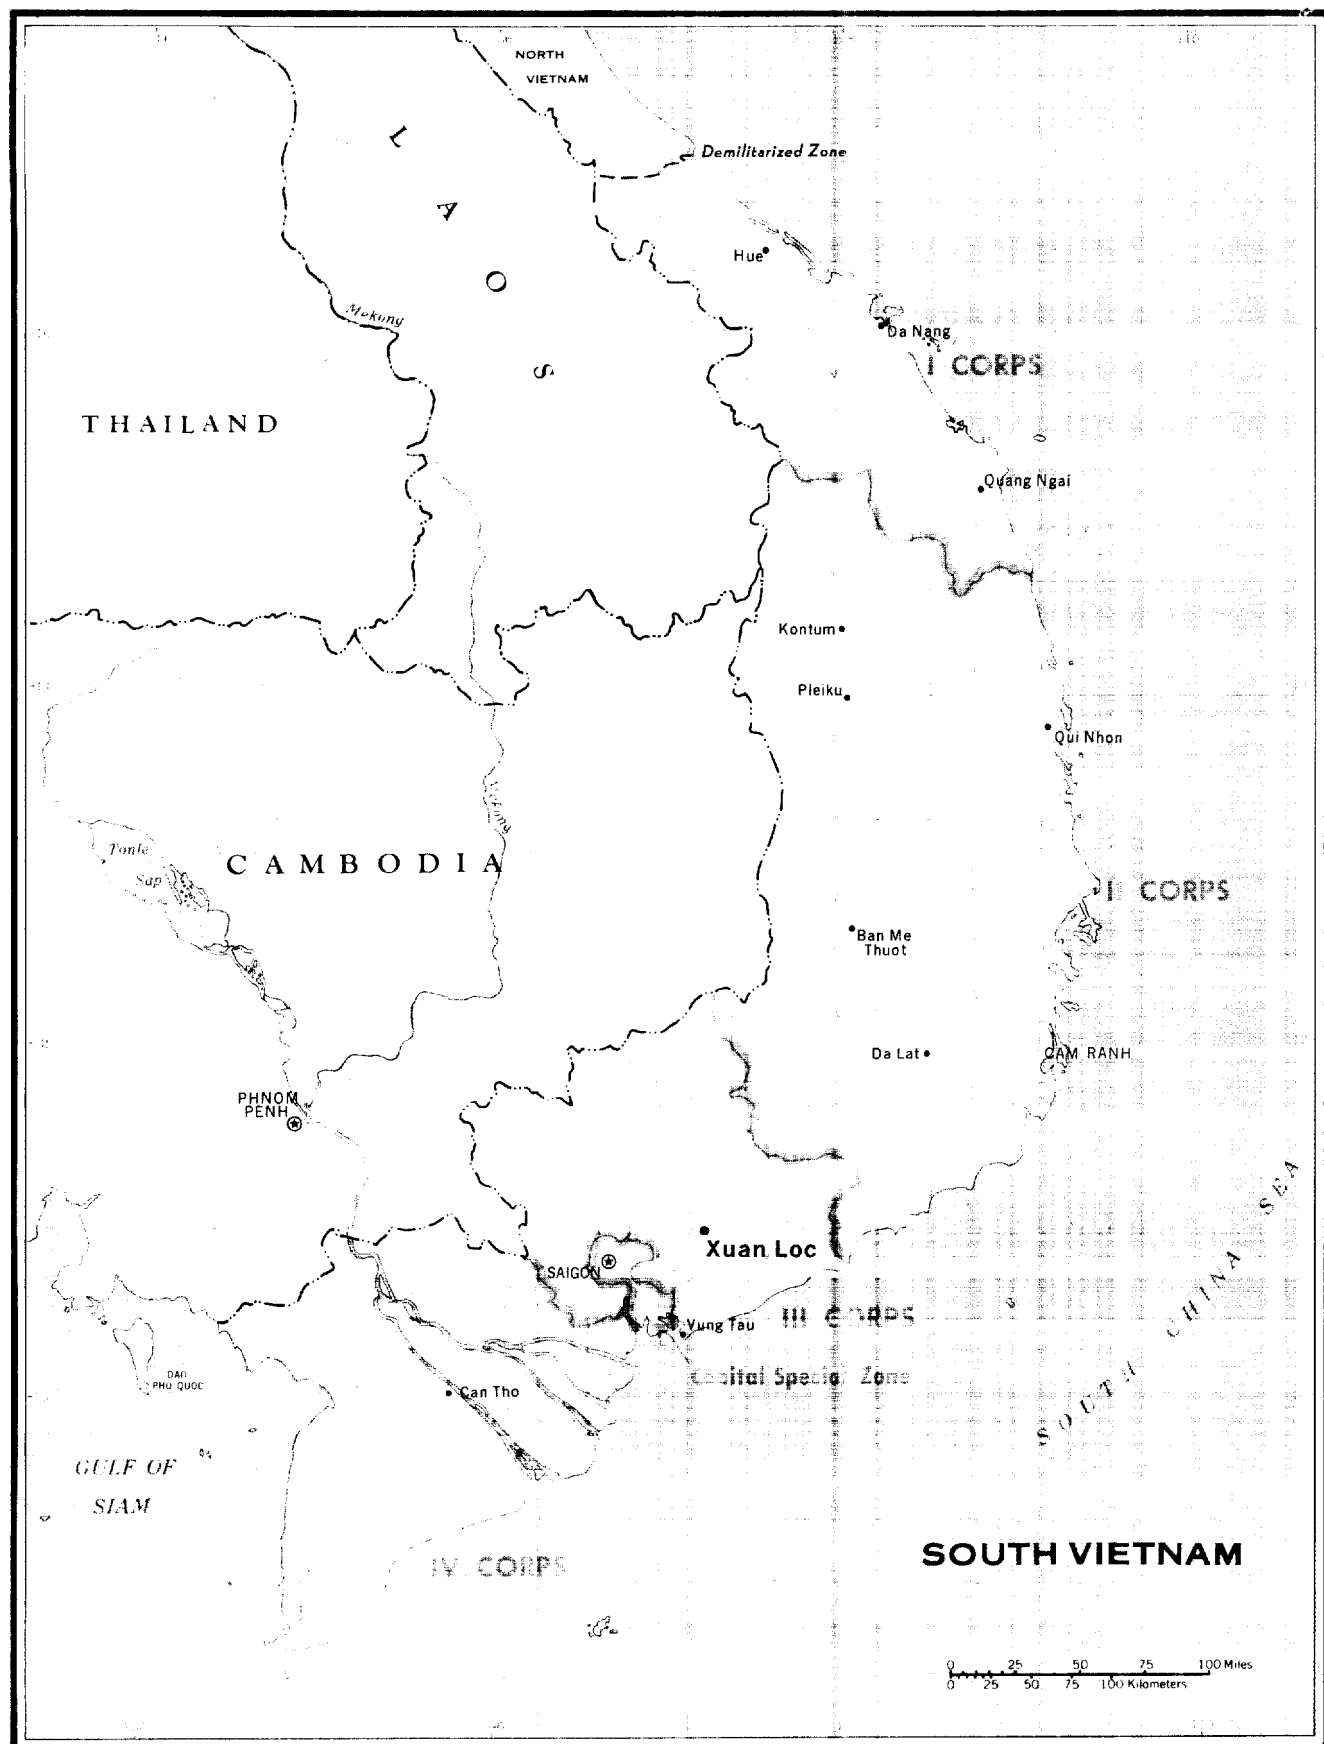 NORTH
VIETNAM
Demilitarized Zone
LAOS
Hue
Mekong
Da Nang
I CORPS
THAILAND
Quang Ngai
Kontum
Pleiku
Qui Nhon
Mekong
Tonle
Sap
CAMBODIA
II CORPS
Ban Me
Thuot
Da Lat
CAM RANH
PHNOM
PENH
SOUTH CHINA SEA
Xuan Loc
SAIGON
III CORPS
Vung Tau
Capital Special Zone
DAO
PHU QUOC
Can Tho
GULF OF
SIAM
IV CORPS
SOUTH VIETNAM
0 25 50 75 100 Miles
0 25 50 75 100 Kilometers